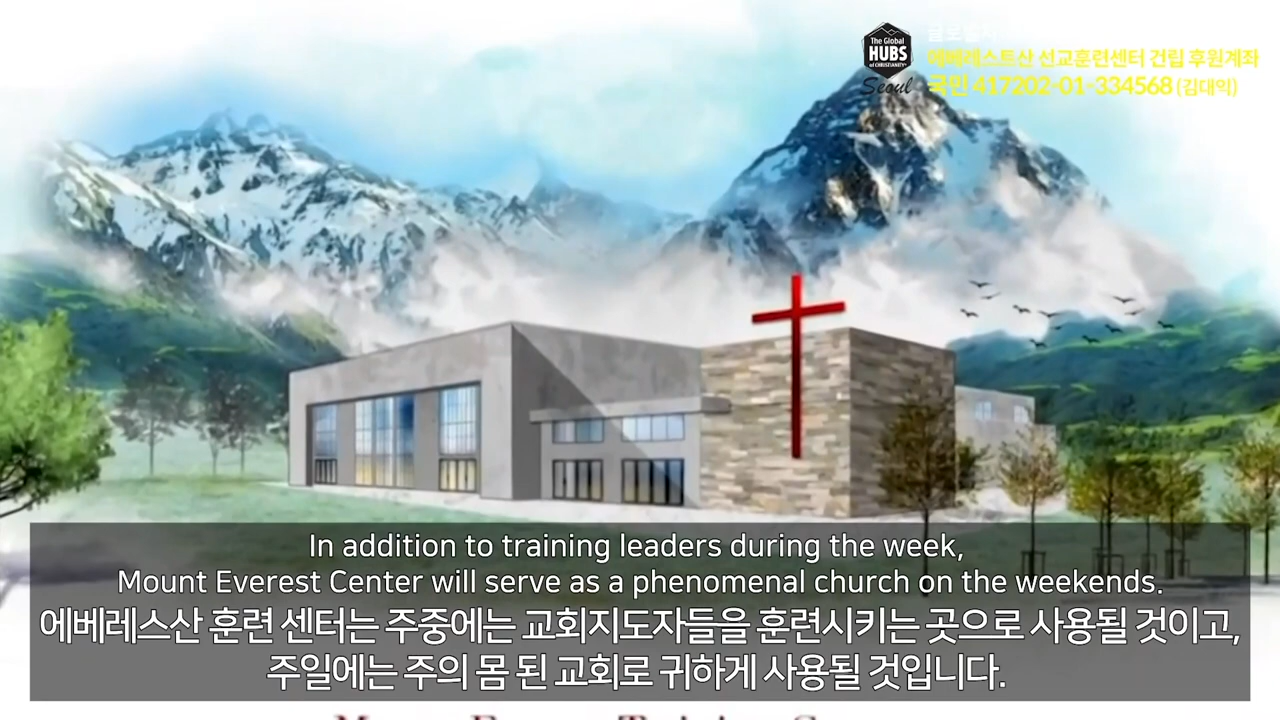 The Global
HUBS
of CHRISTIANITY
Seoul
에베레스트산 선교훈련센터 건립 후원계좌
국민 417202-01-334568 (김대익)
In addition to training leaders during the week,
Mount Everest Center will serve as a phenomenal church on the weekends.
에베레스산 훈련 센터는 주중에는 교회지도자들을 훈련시키는 곳으로 사용될 것이고,
주일에는 주의 몸 된 교회로 귀하게 사용될 것입니다.